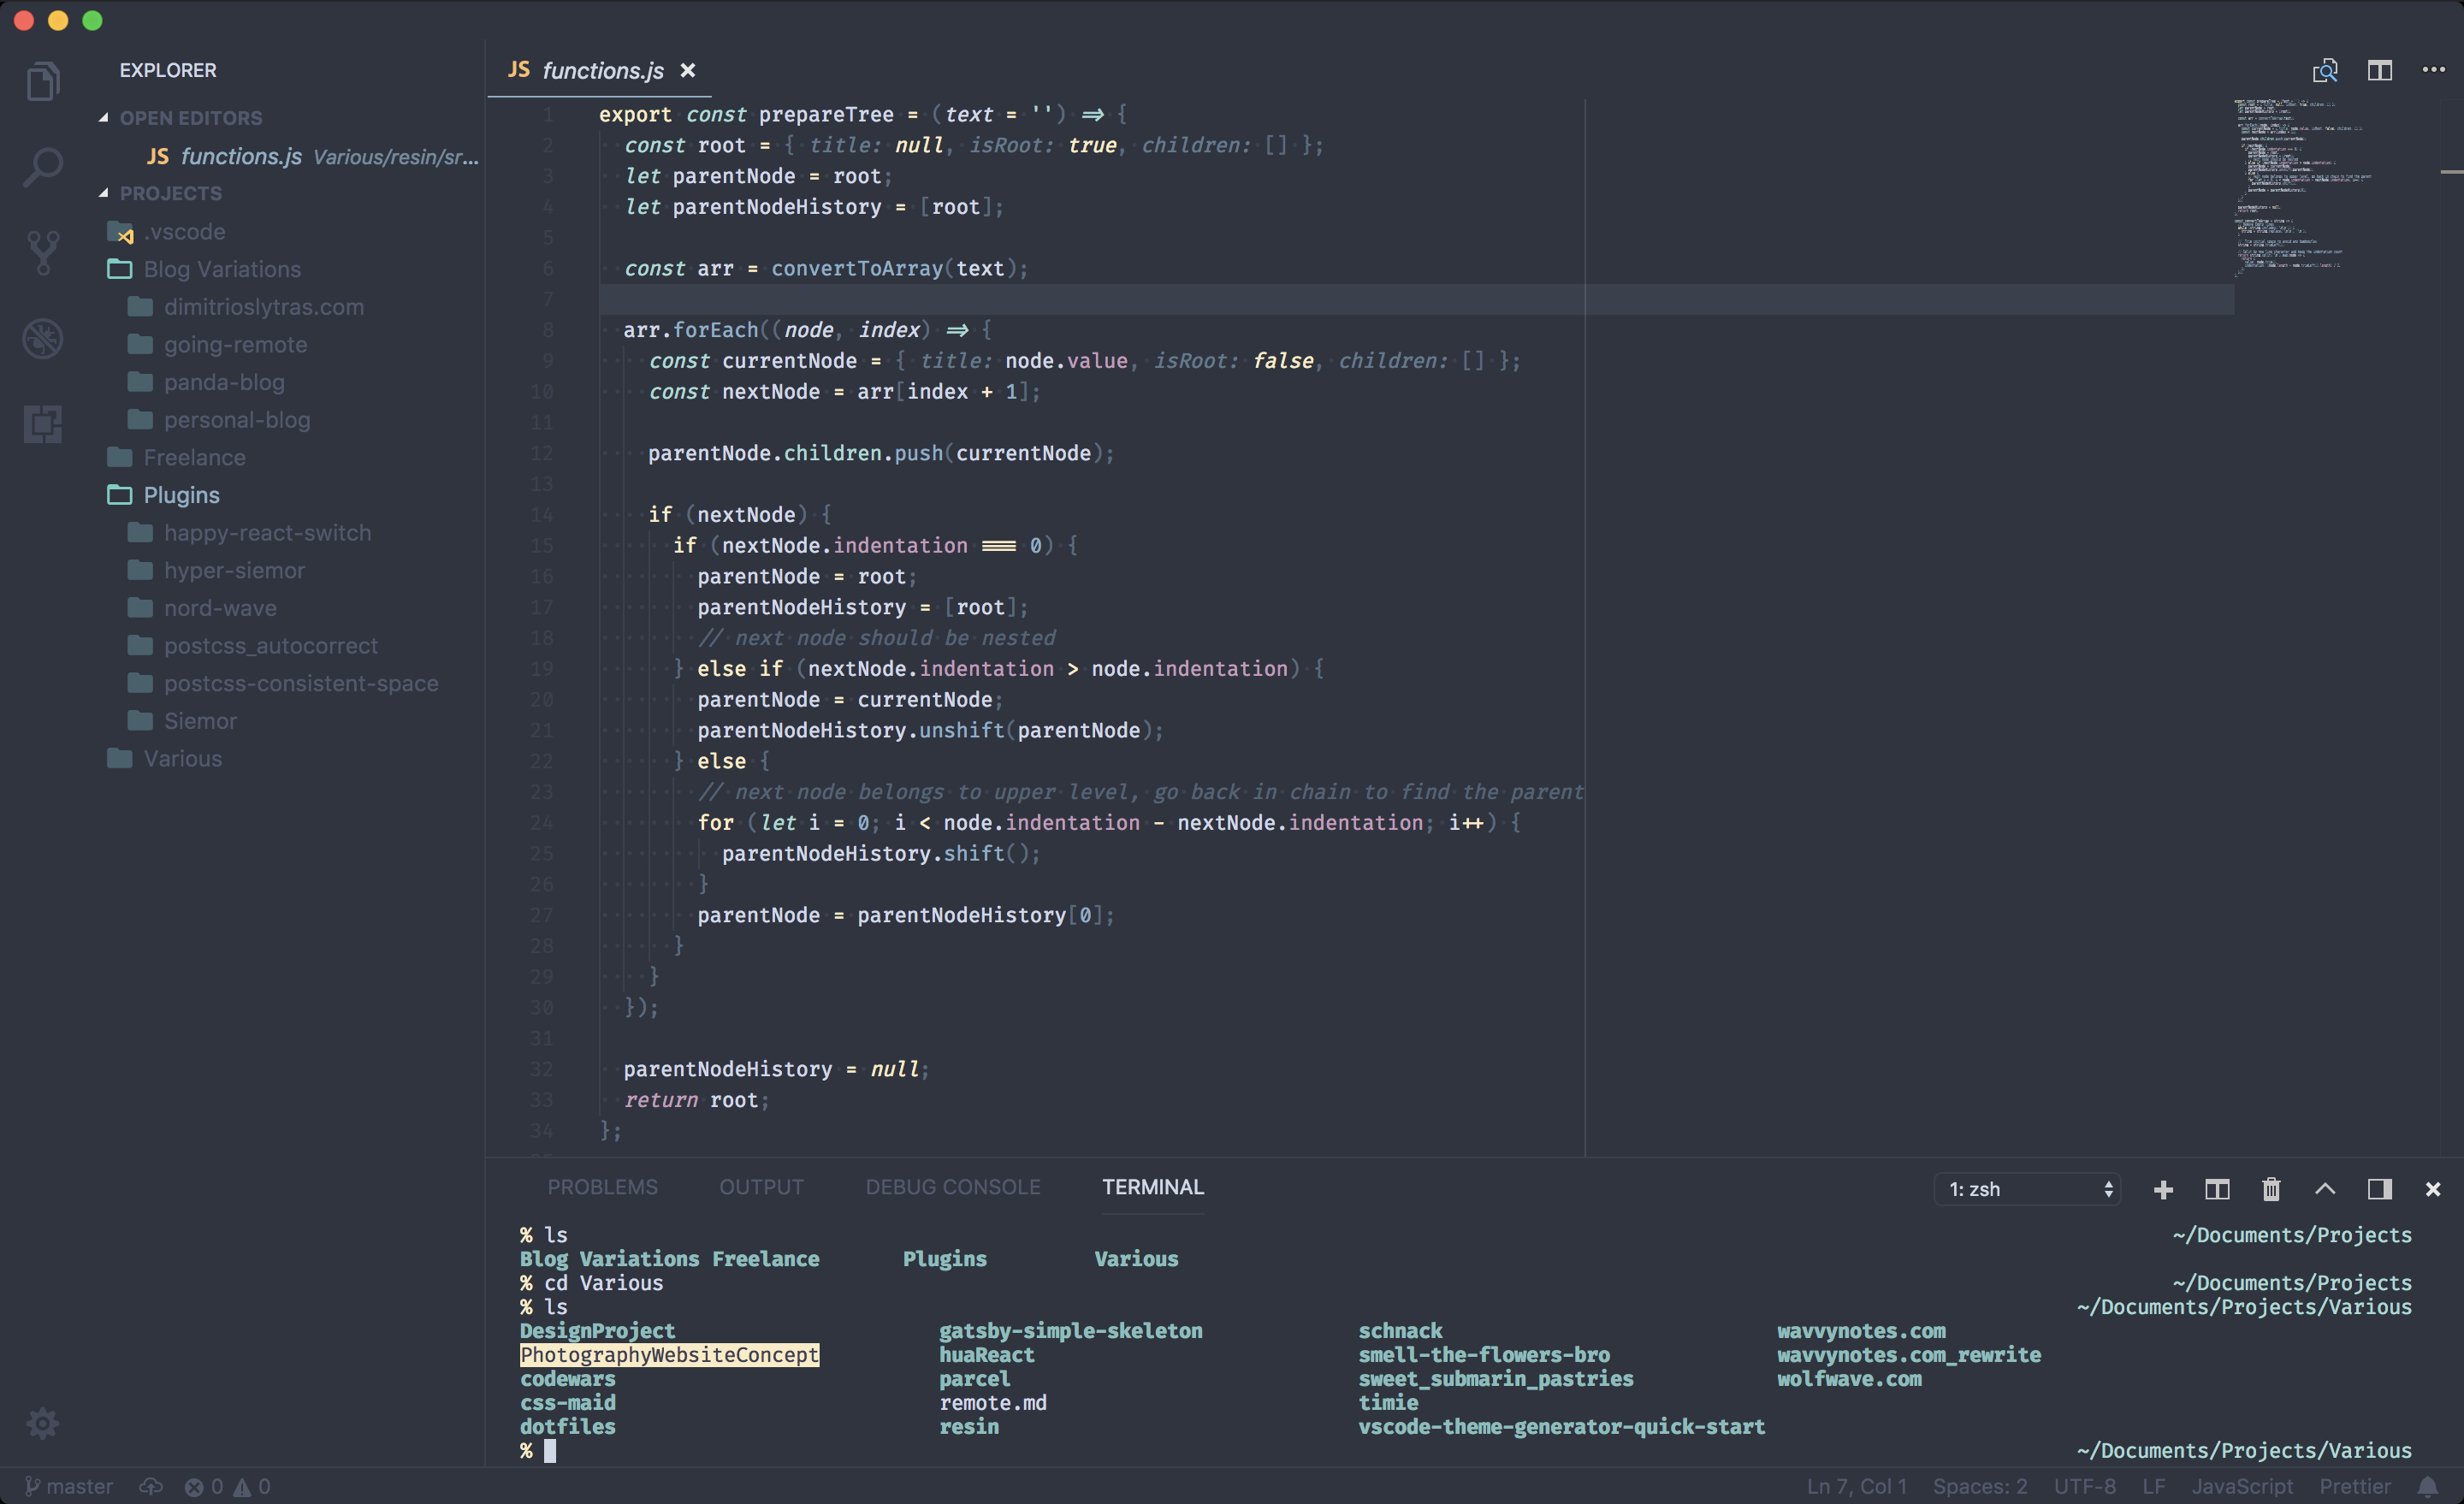 EXPLORER
OPEN EDITORS
JS functions.js Various/resin/sr...
PROJECTS
.vscode
Blog Variations
dimitrioslytras.com
going-remote
panda-blog
personal-blog
Freelance
Plugins
happy-react-switch
hyper-siemor
nord-wave
postcss_autocorrect
postcss-consistent-space
Siemor
Various
JS functions.js
1 export const prepareTree = (text = '') => {
2 const root = { title: null, isRoot: true, children: [] };
3 let parentNode = root;
4 let parentNodeHistory = [root];
5
6 const arr = convertToArray(text);
7
8 arr.forEach((node, index) => {
9 const currentNode = { title: node.value, isRoot: false, children: [] };
10 const nextNode = arr[index + 1];
11
12 parentNode.children.push(currentNode);
13
14 if (nextNode) {
15 if (nextNode.indentation === 0) {
16 parentNode = root;
17 parentNodeHistory = [root];
18 // next node should be nested
19 } else if (nextNode.indentation > node.indentation) {
20 parentNode = currentNode;
21 parentNodeHistory.unshift(parentNode);
22 } else {
23 // next node belongs to upper level, go back in chain to find the parent
24 for (let i = 0; i < node.indentation - nextNode.indentation; i++) {
25 parentNodeHistory.shift();
26 }
27 parentNode = parentNodeHistory[0];
28 }
29 }
30 });
31
32 parentNodeHistory = null;
33 return root;
34 };
PROBLEMS OUTPUT DEBUG CONSOLE TERMINAL 1: zsh
% ls ~/Documents/Projects
Blog Variations Freelance Plugins Various
% cd Various ~/Documents/Projects
% ls ~/Documents/Projects/Various
DesignProject gatsby-simple-skeleton schnack wavvynotes.com
PhotographyWebsiteConcept huaReact smell-the-flowers-bro wavvynotes.com_rewrite
codewars parcel sweet_submarin_pastries wolfwave.com
css-maid remote.md timie
dotfiles resin vscode-theme-generator-quick-start
% ~/Documents/Projects/Various
master 0 0 Ln 7, Col 1 Spaces: 2 UTF-8 LF JavaScript Prettier